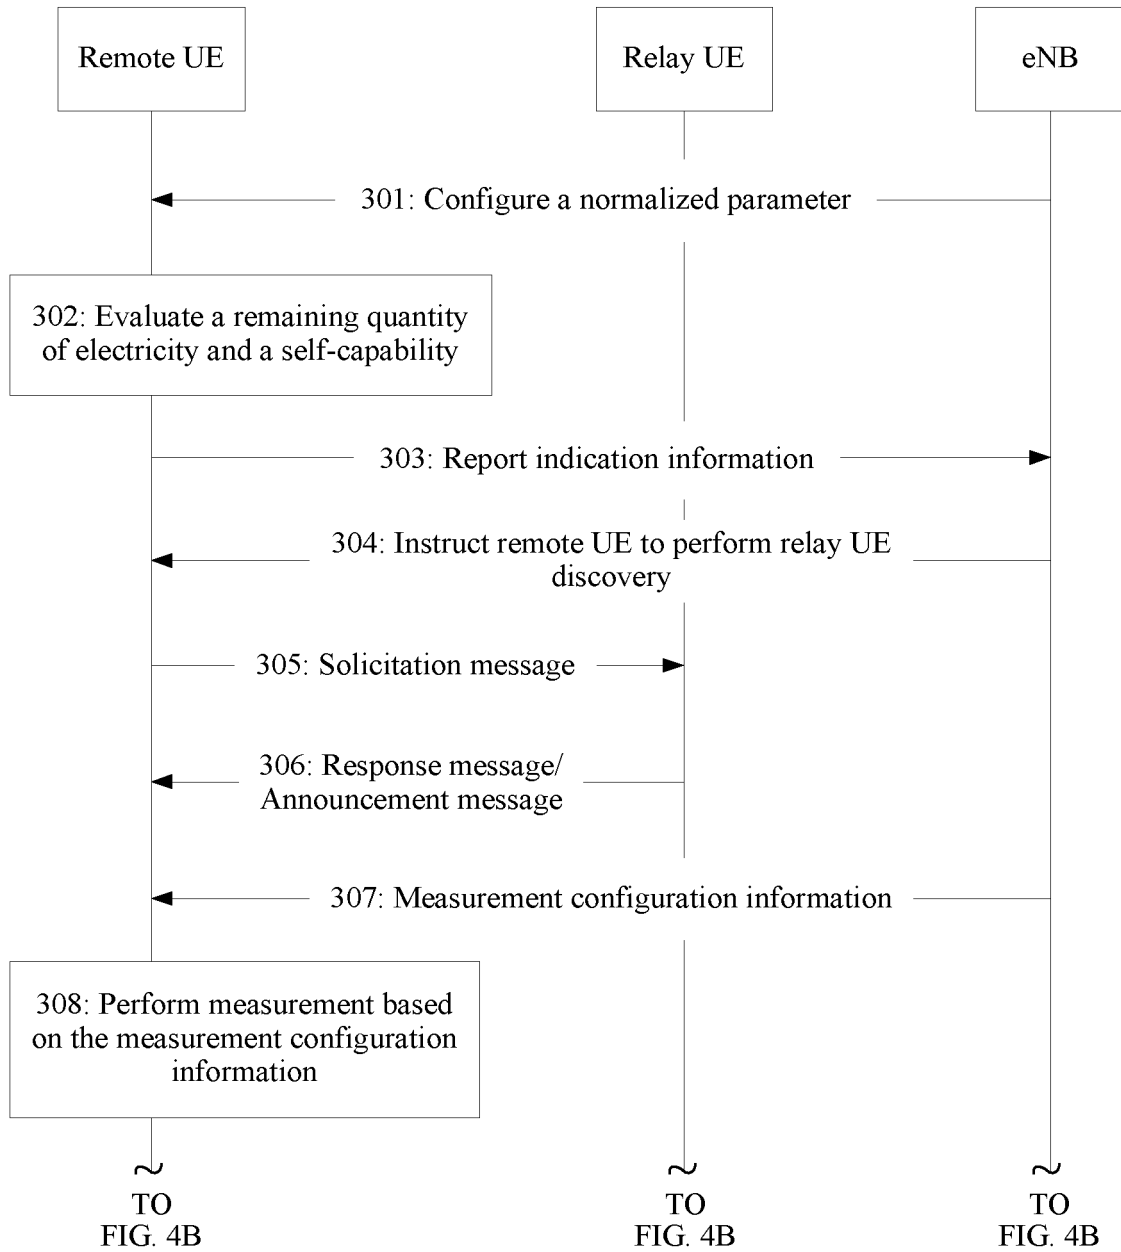 Remote UE
Relay UE
eNB
301: Configure a normalized parameter
302: Evaluate a remaining quantity
of electricity and a self-capability
303: Report indication information
304: Instruct remote UE to perform relay UE
discovery
305: Solicitation message
306: Response message/
Announcement message
307: Measurement configuration information
308: Perform measurement based
on the measurement configuration
information
TO
FIG. 4B
TO
FIG. 4B
TO
FIG. 4B